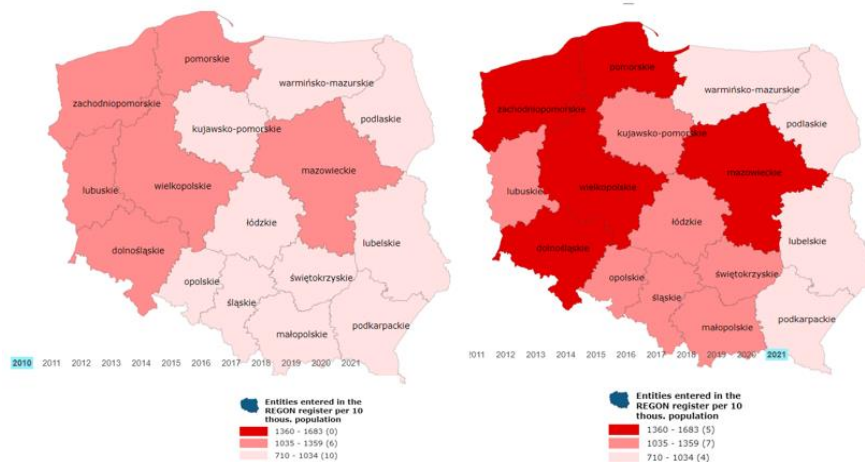 pomorskie
warmińsko-mazurskie
zachodniopomorskie
podlaskie
kujawsko-pomorskie
mazowieckie
lubuskie
wielkopolskie
łódzkie
lubelskie
dolnośląskie
opolskie
świętokrzyskie
śląskie
małopolskie
podkarpackie
2010 2011 2012 2013 2014 2015 2016 2017 2018 2019 2020 2021
Entities entered in the
REGON register per 10
thous. population
1360 - 1683 (0)
1035 - 1359 (6)
710 - 1034 (10)
pomorskie
warmińsko-mazurskie
zachodniopomorskie
podlaskie
kujawsko-pomorskie
mazowieckie
lubuskie
wielkopolskie
łódzkie
lubelskie
dolnośląskie
opolskie
świętokrzyskie
śląskie
małopolskie
podkarpackie
2011 2012 2013 2014 2015 2016 2017 2018 2019 2020 2021
Entities entered in the
REGON register per 10
thous. population
1360 - 1683 (5)
1035 - 1359 (7)
710 - 1034 (4)